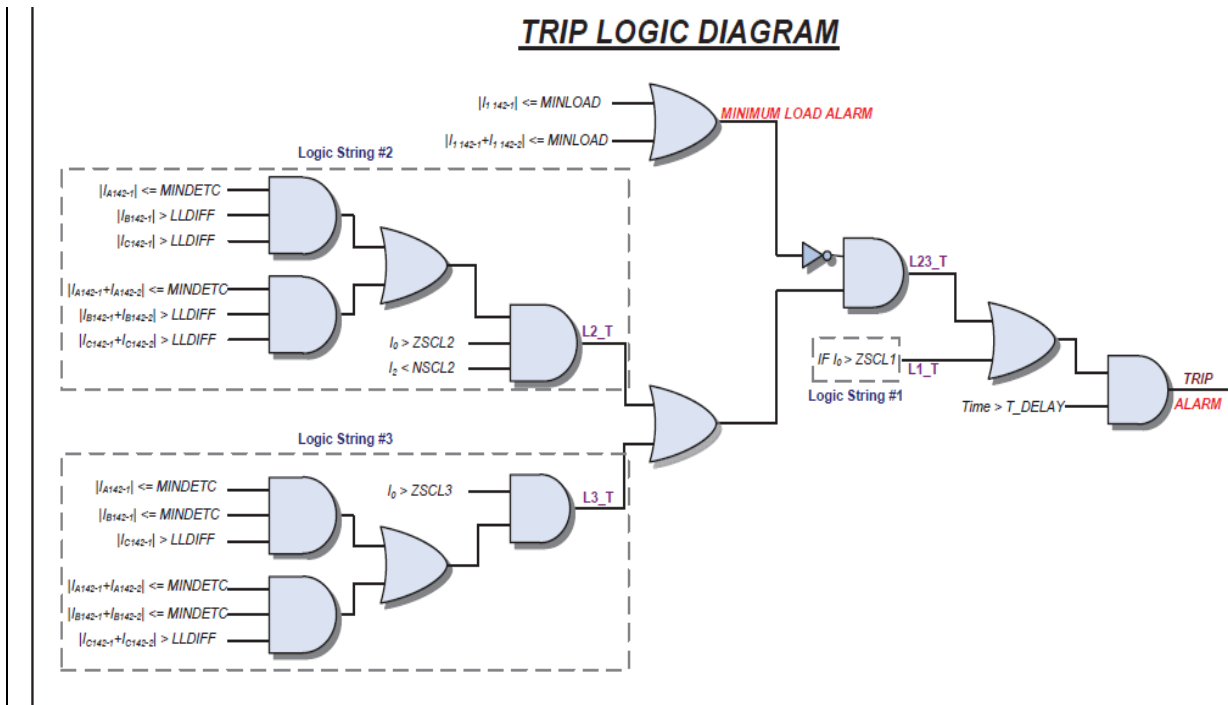 TRIP LOGIC DIAGRAM
|I1 142-1| <= MINLOAD
MINIMUM LOAD ALARM
|I1 142-1+I1 142-2| <= MINLOAD
Logic String #2
|IA142-1| <= MINDETC
|IB142-1| > LLDIFF
|IC142-1| > LLDIFF
|IA142-1+IA142-2| <= MINDETC
|IB142-1+IB142-2| > LLDIFF
|IC142-1+IC142-2| > LLDIFF
I0 > ZSCL2
I2 < NSCL2
L2_T
L23_T
IF I0 > ZSCL1
L1_T
Logic String #1
Time > T_DELAY
TRIP
ALARM
Logic String #3
|IA142-1| <= MINDETC
|IB142-1| <= MINDETC
|IC142-1| > LLDIFF
|IA142-1+IA142-2| <= MINDETC
|IB142-1+IB142-2| <= MINDETC
|IC142-1+IC142-2| > LLDIFF
I0 > ZSCL3
L3_T